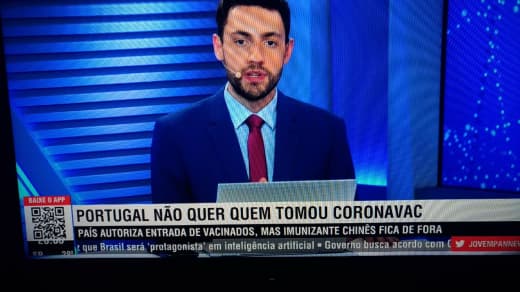 BAIXE O APP
PORTUGAL NÃO QUER QUEM TOMOU CORONAVAC
PAÍS AUTORIZA ENTRADA DE VACINADOS, MAS IMUNIZANTE CHINÊS FICA DE FORA
z que Brasil será 'protagonista' em inteligência artificial • Governo busca acordo com
JOVEMPANNEW